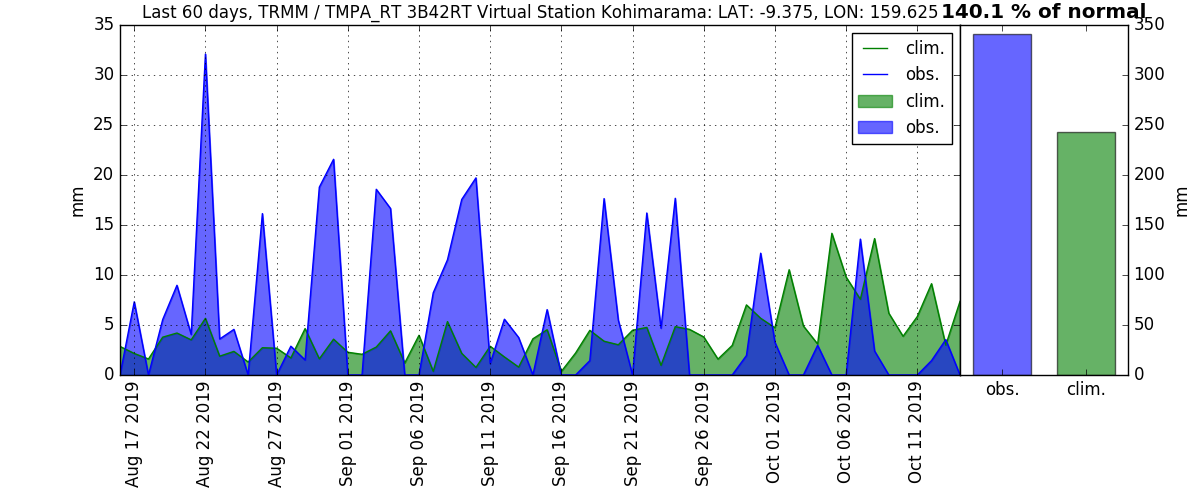 Last 60 days, TRMM / TMPA_RT 3B42RT Virtual Station Kohimarama: LAT: -9.375, LON: 159.625
140.1 % of normal
clim.
obs.
clim.
obs.
35
30
25
20
15
10
5
0
mm
350
300
250
200
150
100
50
0
mm
Aug 17 2019
Aug 22 2019
Aug 27 2019
Sep 01 2019
Sep 06 2019
Sep 11 2019
Sep 16 2019
Sep 21 2019
Sep 26 2019
Oct 01 2019
Oct 06 2019
Oct 11 2019
obs.
clim.